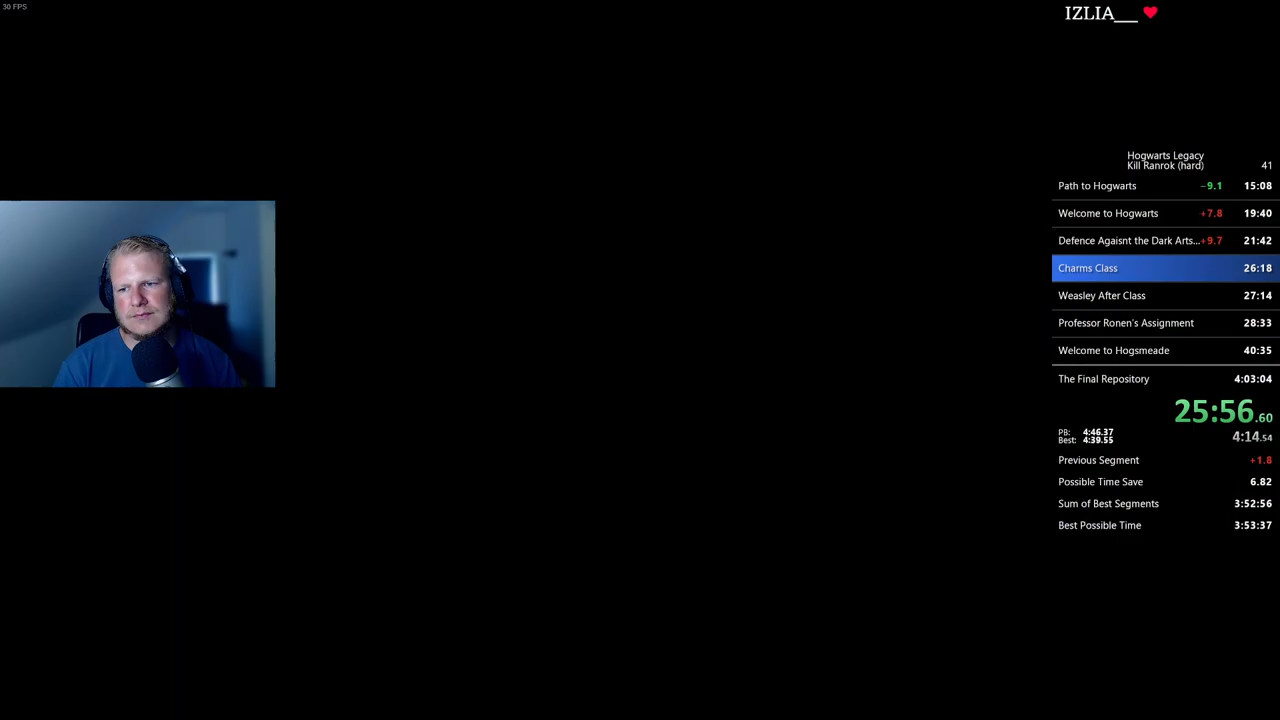 30 FPS
IZLIA__ ❤
Hogwarts Legacy
Kill Ranrok (hard) 41
Path to Hogwarts −9.1 15:08
Welcome to Hogwarts +7.8 19:40
Defence Agaisnt the Dark Arts... +9.7 21:42
Charms Class 26:18
Weasley After Class 27:14
Professor Ronen's Assignment 28:33
Welcome to Hogsmeade 40:35
The Final Repository 4:03:04
25:56.60
PB: 4:46.37
Best: 4:39.55
4:14.54
Previous Segment +1.8
Possible Time Save 6.82
Sum of Best Segments 3:52:56
Best Possible Time 3:53:37